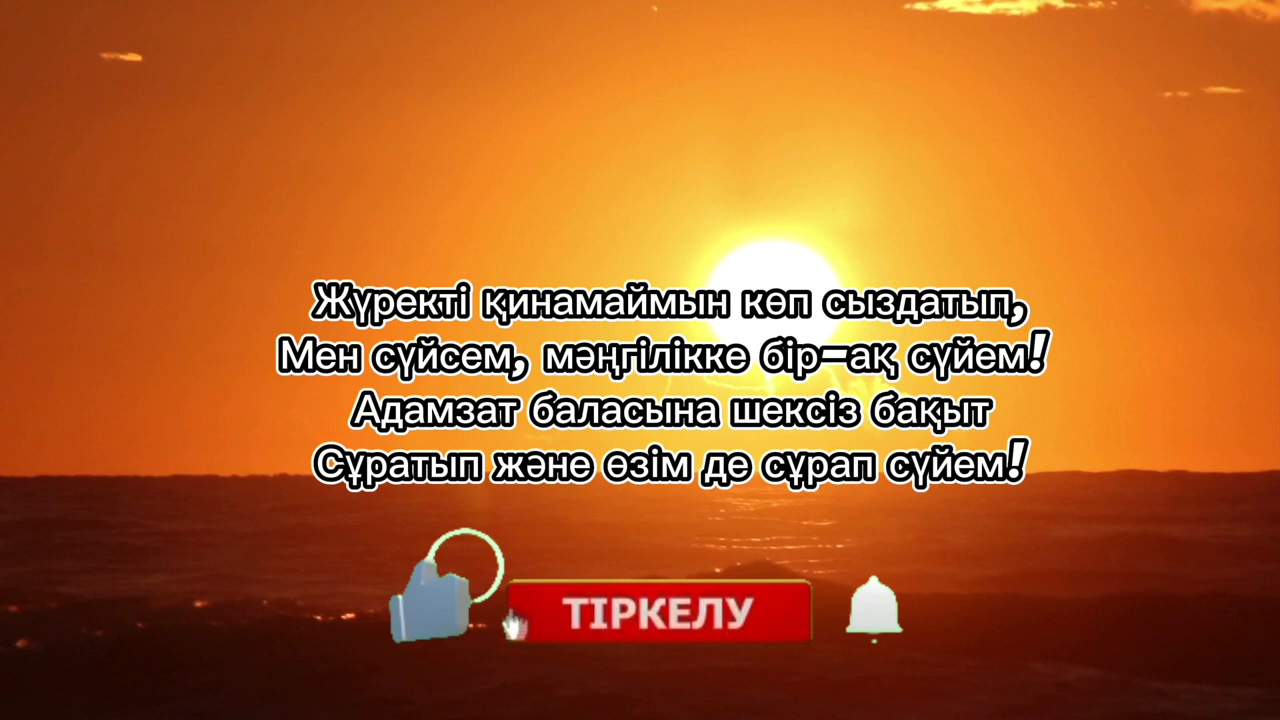 Жүректі қинамаймын көп сыздатып,
Мен сүйсем, мәңгілікке бір-ақ сүйем!
Адамзат баласына шексіз бақыт
Сұратып және өзім де сұрап сүйем!
ТІРКЕЛУ